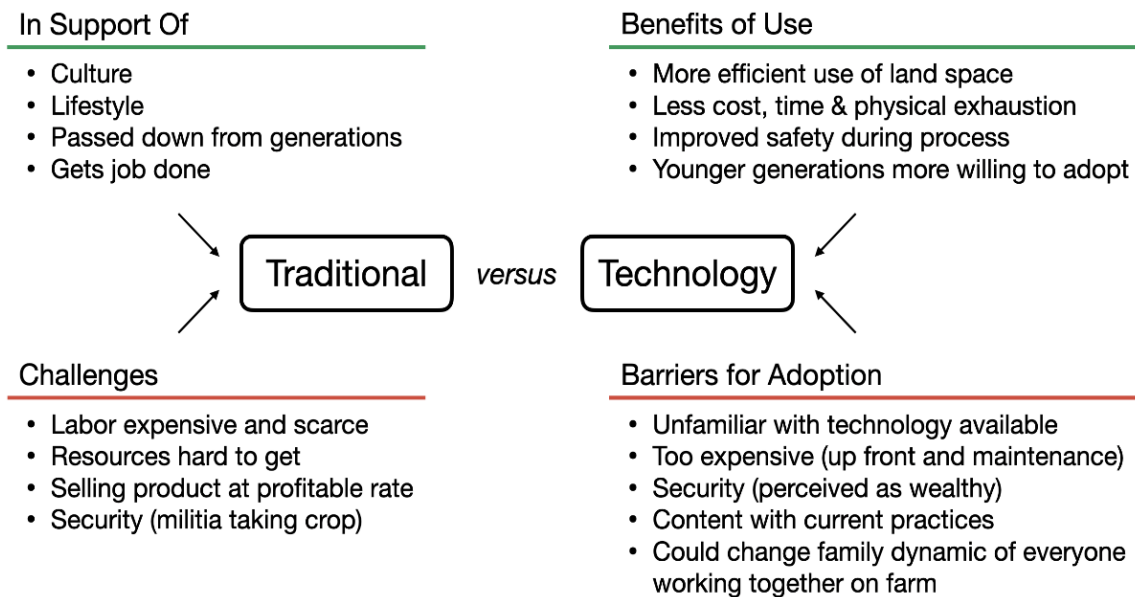 In Support Of
• Culture
• Lifestyle
• Passed down from generations
• Gets job done
Benefits of Use
• More efficient use of land space
• Less cost, time & physical exhaustion
• Improved safety during process
• Younger generations more willing to adopt
Traditional versus Technology
Challenges
• Labor expensive and scarce
• Resources hard to get
• Selling product at profitable rate
• Security (militia taking crop)
Barriers for Adoption
• Unfamiliar with technology available
• Too expensive (up front and maintenance)
• Security (perceived as wealthy)
• Content with current practices
• Could change family dynamic of everyone
working together on farm